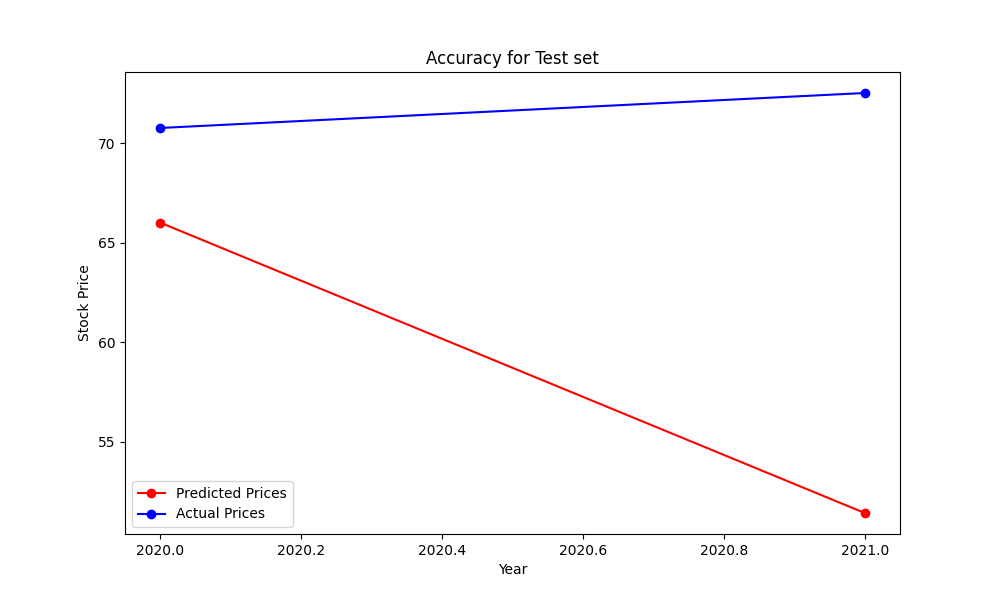 Accuracy for Test set
Stock Price
70
65
60
55
Predicted Prices
Actual Prices
2020.0 2020.2 2020.4 2020.6 2020.8 2021.0
Year